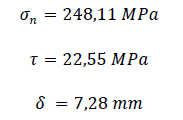 σn = 248,11 MPa
τ = 22,55 MPa
δ = 7,28 mm